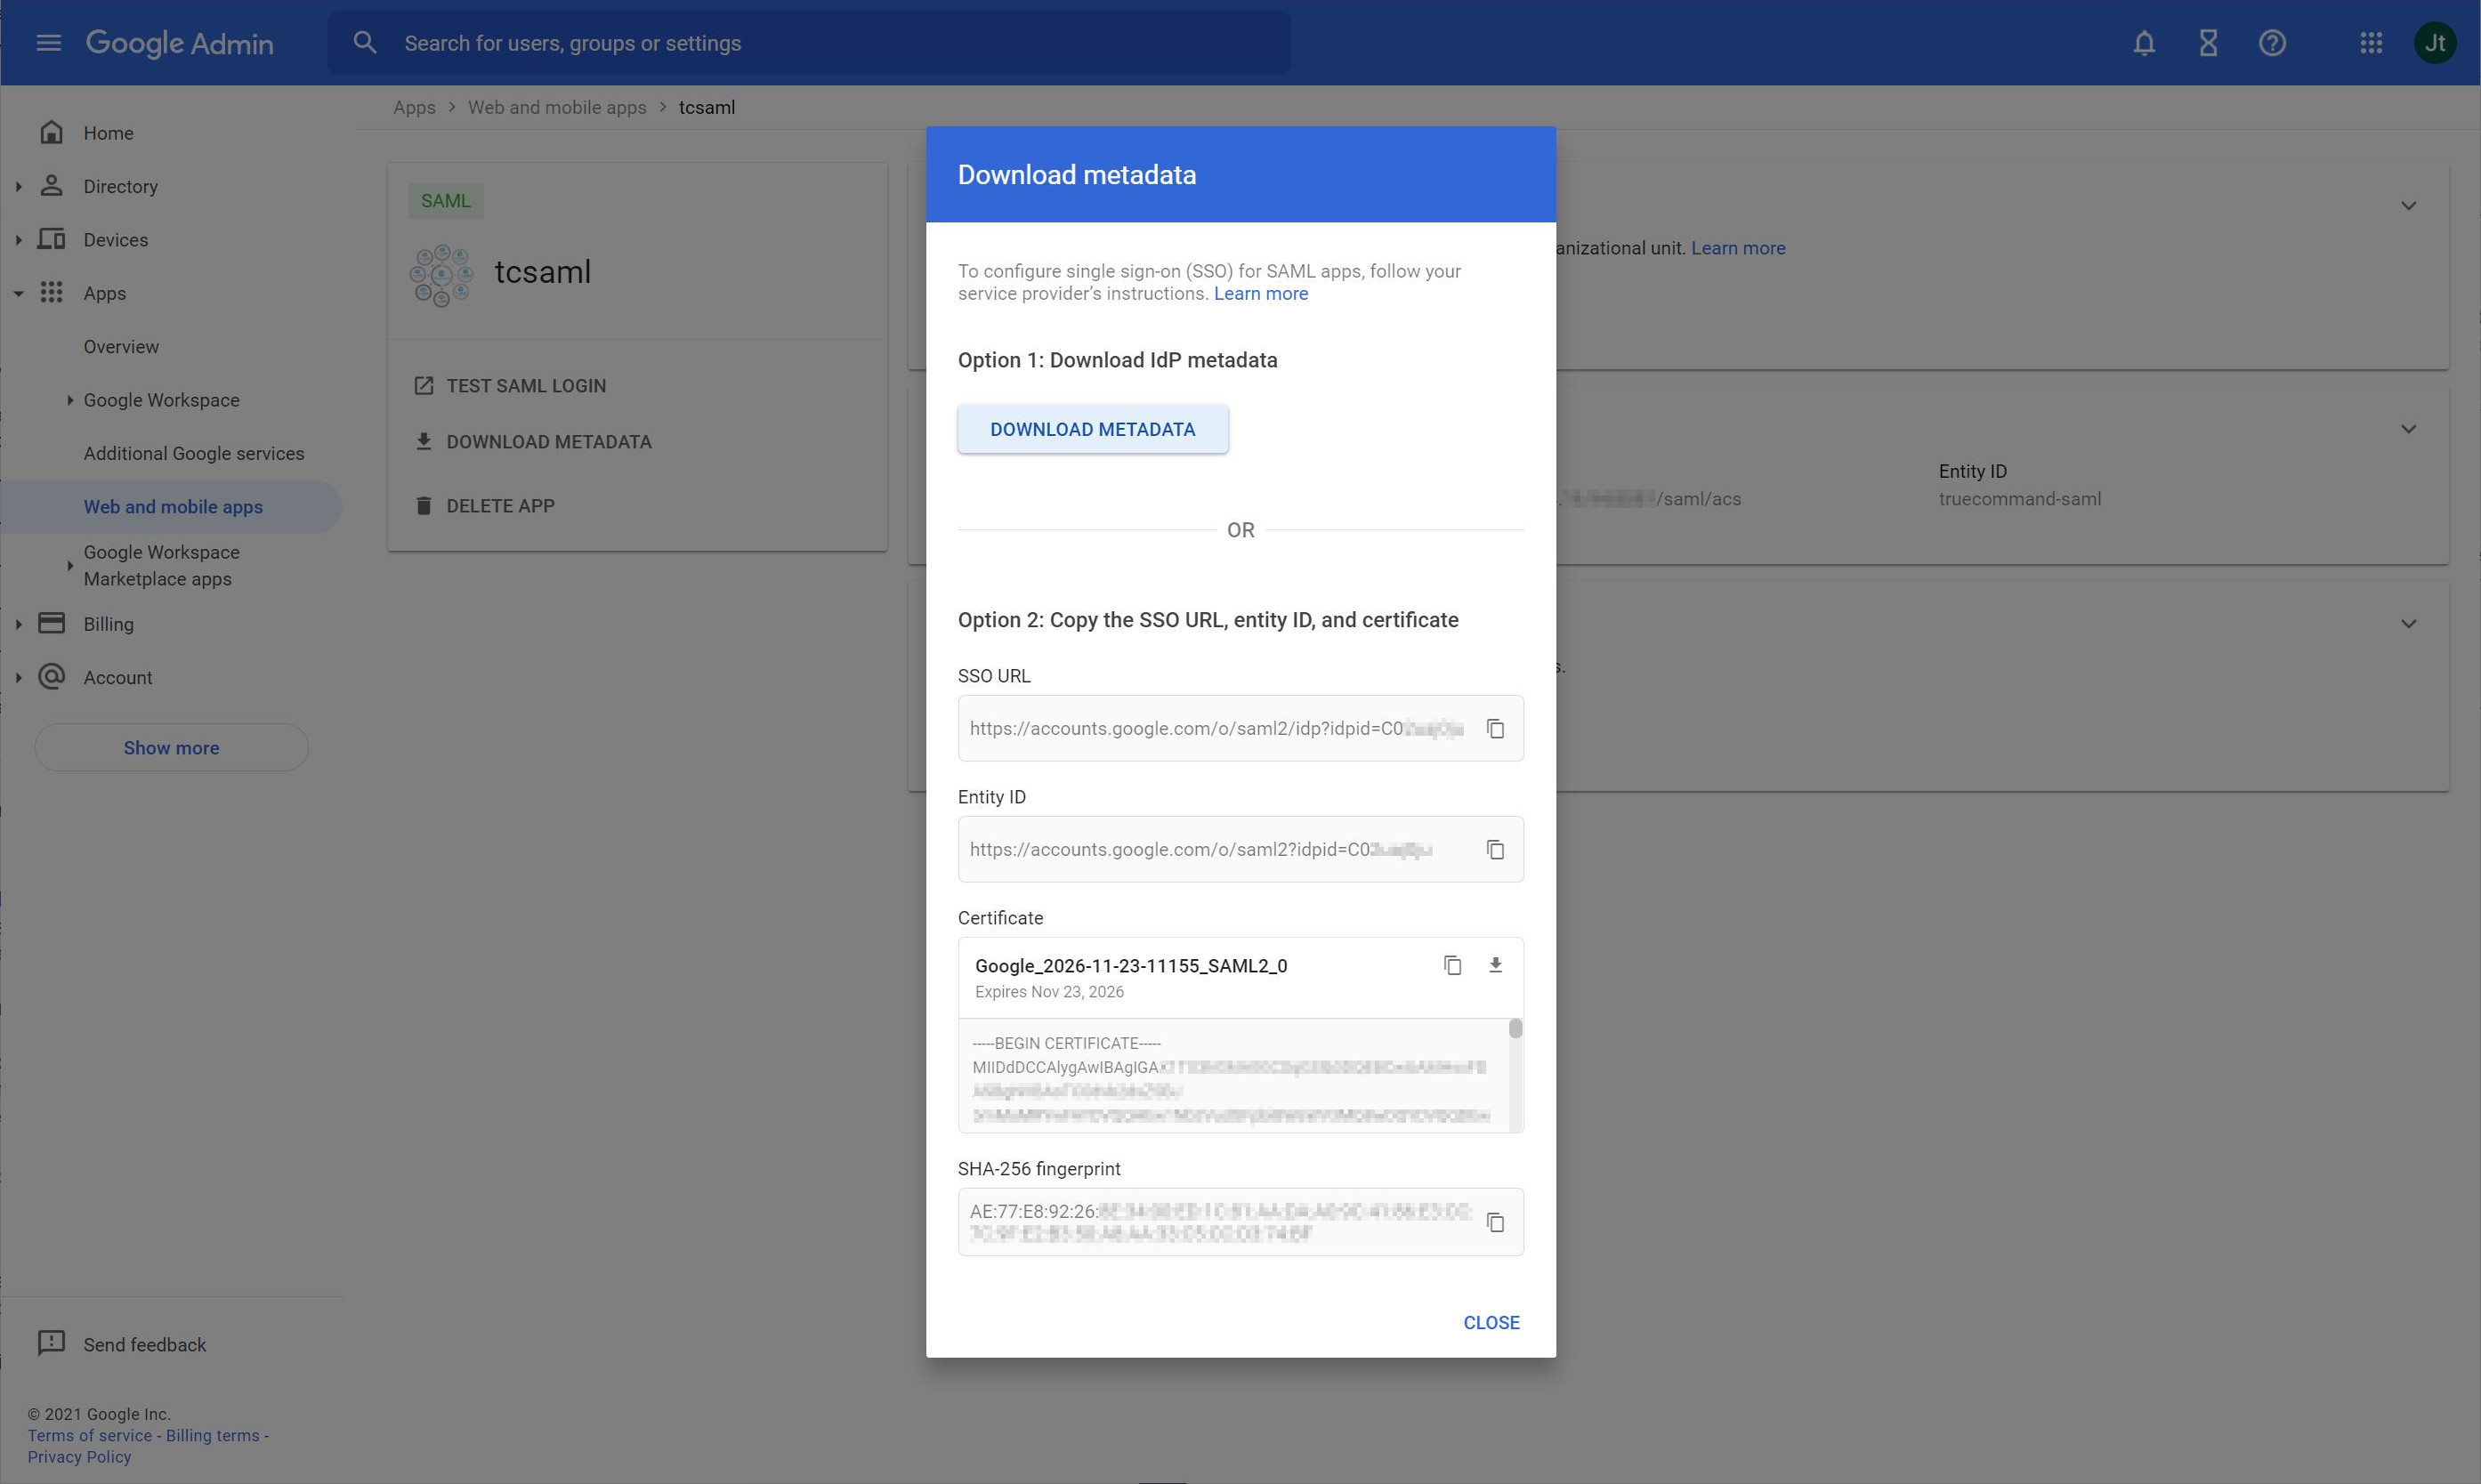 Google Admin
Search for users, groups or settings
Jt
Apps > Web and mobile apps > tcsaml
Home
Directory
Devices
Apps
Overview
Google Workspace
Additional Google services
Web and mobile apps
Google Workspace
Marketplace apps
Billing
Account
Show more
Send feedback
© 2021 Google Inc.
Terms of service - Billing terms -
Privacy Policy
SAML
tcsaml
TEST SAML LOGIN
DOWNLOAD METADATA
DELETE APP
Download metadata
To configure single sign-on (SSO) for SAML apps, follow your
service provider’s instructions. Learn more
Option 1: Download IdP metadata
DOWNLOAD METADATA
OR
Option 2: Copy the SSO URL, entity ID, and certificate
SSO URL
https://accounts.google.com/o/saml2/idp?idpid=C0
Entity ID
https://accounts.google.com/o/saml2?idpid=C0
Certificate
Google_2026-11-23-11155_SAML2_0
Expires Nov 23, 2026
-----BEGIN CERTIFICATE-----
MIIDdDCCAlygAwIBAgIGA
SHA-256 fingerprint
AE:77:E8:92:26:
CLOSE
anizational unit. Learn more
/saml/acs
Entity ID
truecommand-saml
s.